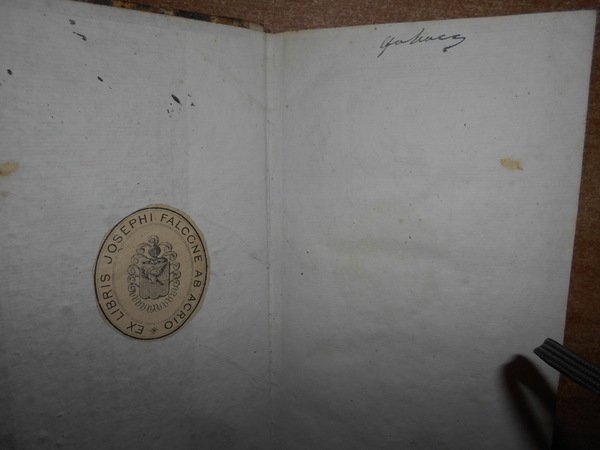 EX LIBRIS JOSEPHI FALCONE AB ACRIO *